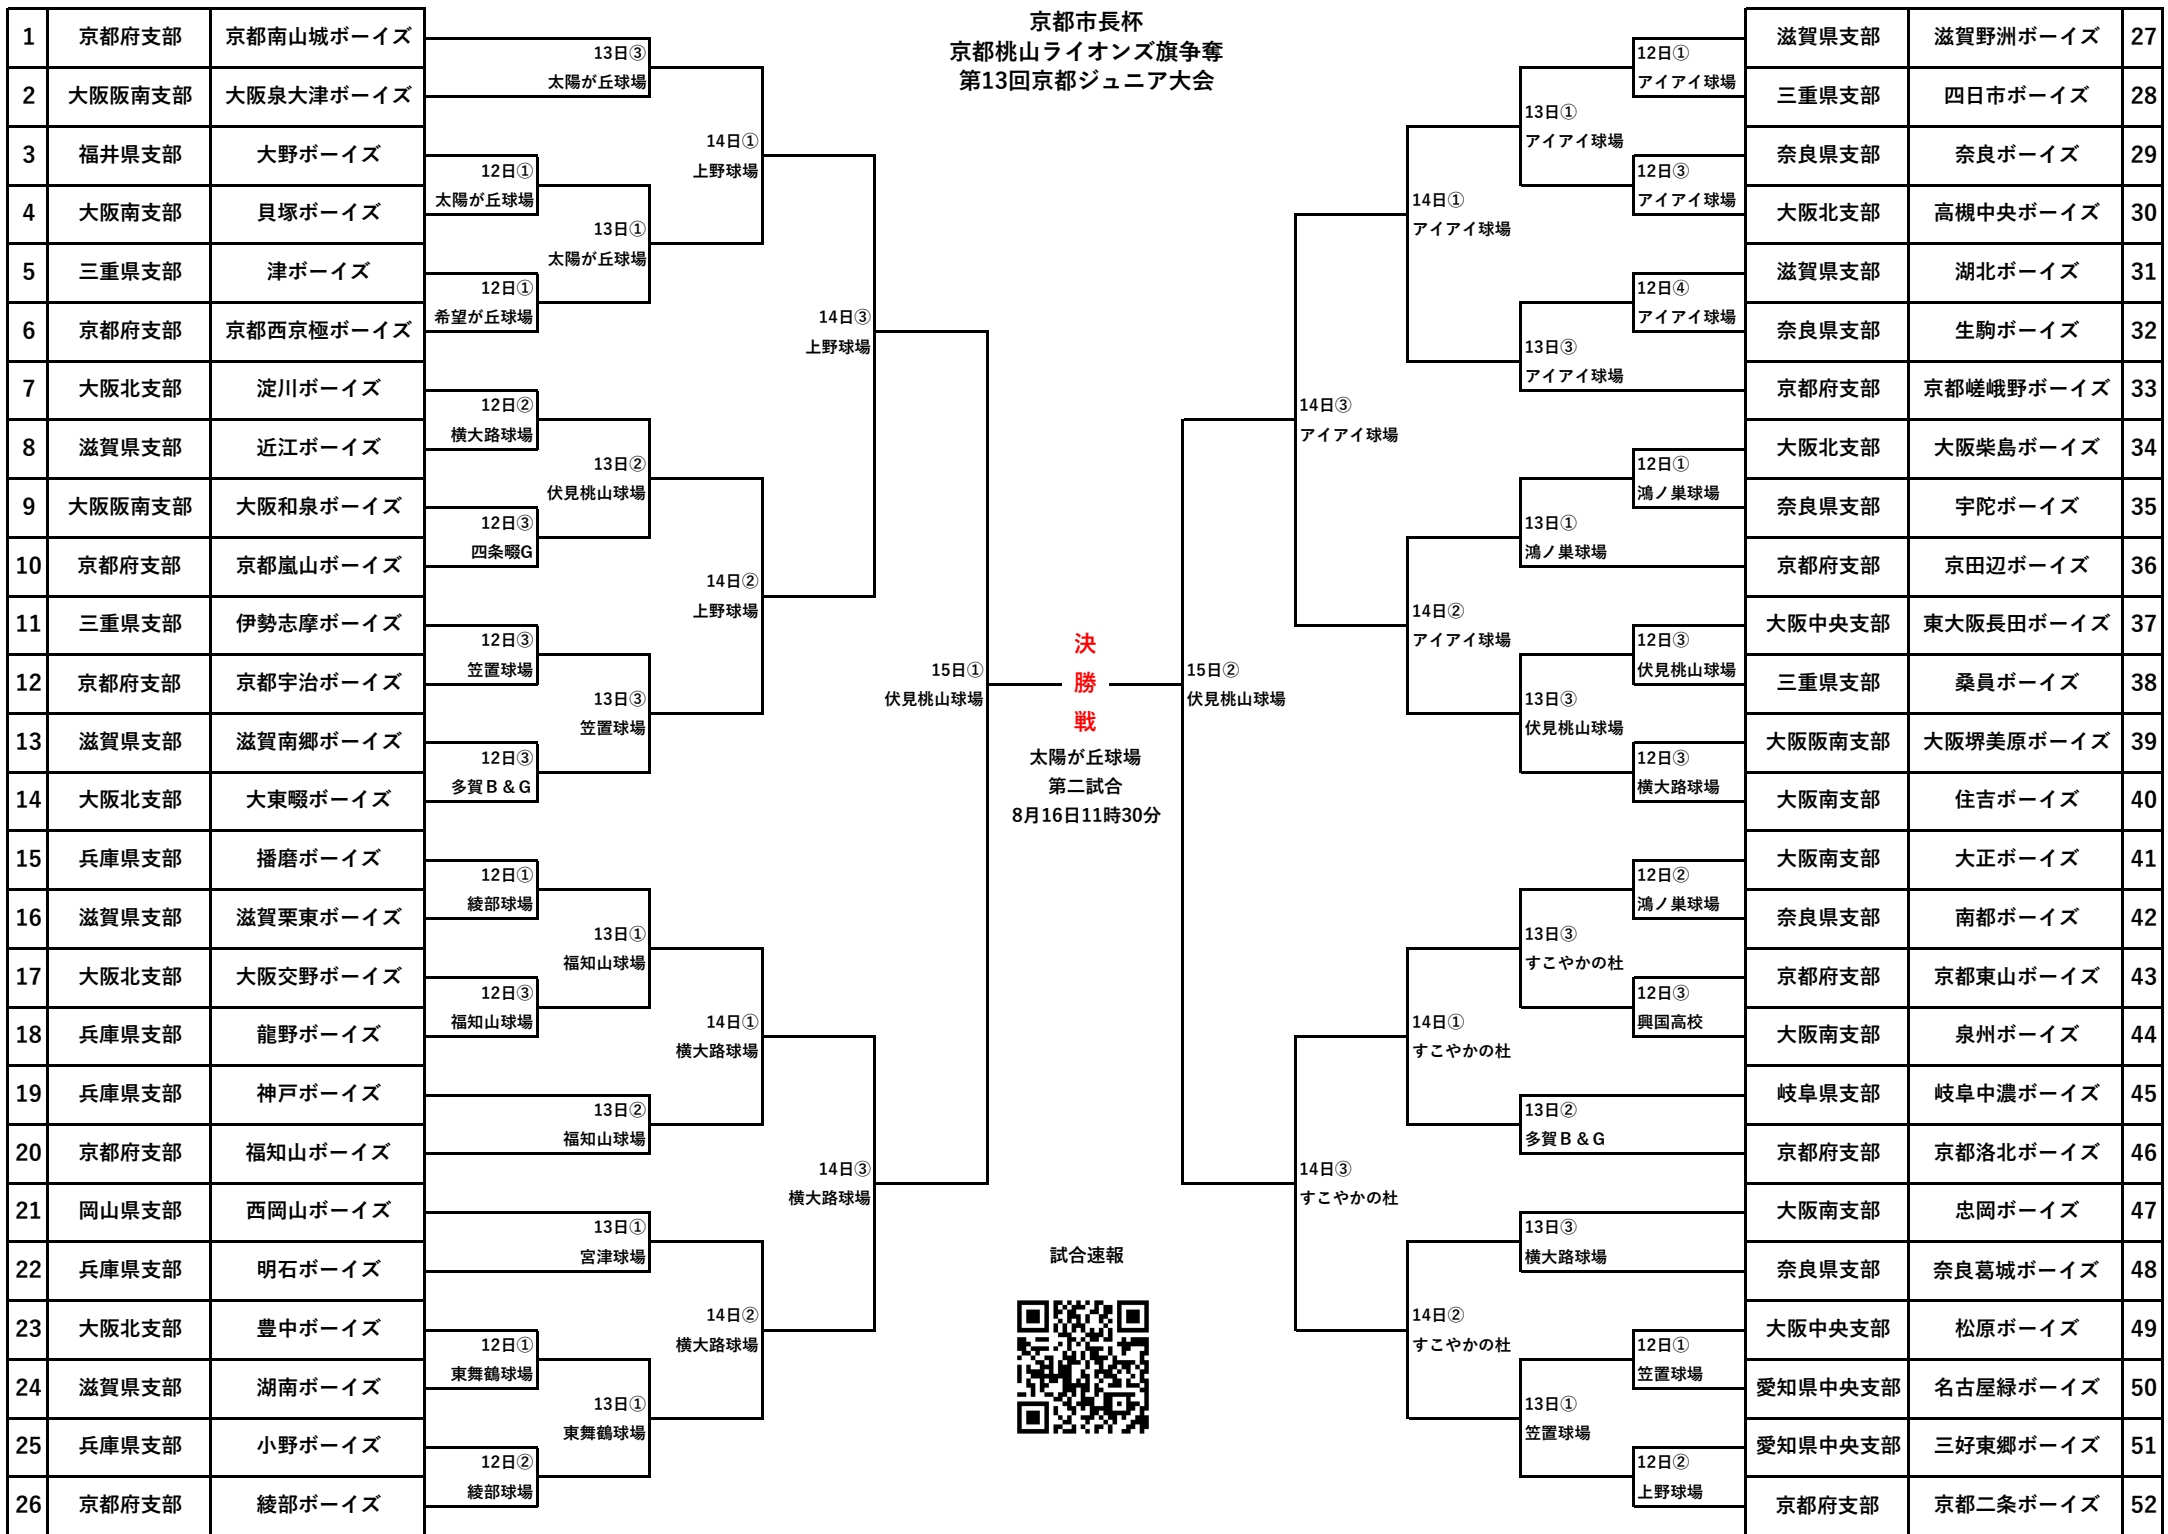 京都市長杯
京都桃山ライオンズ旗争奪
第13回京都ジュニア大会
1 京都府支部 京都南山城ボーイズ
2 大阪阪南支部 大阪泉大津ボーイズ
3 福井県支部 大野ボーイズ
4 大阪南支部 貝塚ボーイズ
5 三重県支部 津ボーイズ
6 京都府支部 京都西京極ボーイズ
7 大阪北支部 淀川ボーイズ
8 滋賀県支部 近江ボーイズ
9 大阪阪南支部 大阪和泉ボーイズ
10 京都府支部 京都嵐山ボーイズ
11 三重県支部 伊勢志摩ボーイズ
12 京都府支部 京都宇治ボーイズ
13 滋賀県支部 滋賀南郷ボーイズ
14 大阪北支部 大東畷ボーイズ
15 兵庫県支部 播磨ボーイズ
16 滋賀県支部 滋賀栗東ボーイズ
17 大阪北支部 大阪交野ボーイズ
18 兵庫県支部 龍野ボーイズ
19 兵庫県支部 神戸ボーイズ
20 京都府支部 福知山ボーイズ
21 岡山県支部 西岡山ボーイズ
22 兵庫県支部 明石ボーイズ
23 大阪北支部 豊中ボーイズ
24 滋賀県支部 湖南ボーイズ
25 兵庫県支部 小野ボーイズ
26 京都府支部 綾部ボーイズ
12日①
太陽が丘球場
12日①
希望が丘球場
12日②
横大路球場
12日③
四条畷G
12日③
笠置球場
12日③
多賀B&G
12日①
綾部球場
12日③
福知山球場
12日①
東舞鶴球場
12日②
綾部球場
13日③
太陽が丘球場
13日①
太陽が丘球場
13日②
伏見桃山球場
13日③
笠置球場
13日①
福知山球場
13日②
福知山球場
13日①
宮津球場
13日①
東舞鶴球場
14日①
上野球場
14日②
上野球場
14日①
横大路球場
14日②
横大路球場
14日③
上野球場
14日③
横大路球場
15日①
伏見桃山球場
決
勝
戦
太陽が丘球場
第二試合
8月16日11時30分
試合速報
15日②
伏見桃山球場
14日③
アイアイ球場
14日③
すこやかの杜
14日①
アイアイ球場
14日②
アイアイ球場
14日①
すこやかの杜
14日②
すこやかの杜
13日①
アイアイ球場
13日③
アイアイ球場
13日①
鴻ノ巣球場
13日③
伏見桃山球場
13日③
すこやかの杜
13日②
多賀B&G
13日③
横大路球場
13日①
笠置球場
12日①
アイアイ球場
12日③
アイアイ球場
12日④
アイアイ球場
12日①
鴻ノ巣球場
12日③
伏見桃山球場
12日③
横大路球場
12日②
鴻ノ巣球場
12日③
興国高校
12日①
笠置球場
12日②
上野球場
滋賀県支部 滋賀野洲ボーイズ 27
三重県支部 四日市ボーイズ 28
奈良県支部 奈良ボーイズ 29
大阪北支部 高槻中央ボーイズ 30
滋賀県支部 湖北ボーイズ 31
奈良県支部 生駒ボーイズ 32
京都府支部 京都嵯峨野ボーイズ 33
大阪北支部 大阪柴島ボーイズ 34
奈良県支部 宇陀ボーイズ 35
京都府支部 京田辺ボーイズ 36
大阪中央支部 東大阪長田ボーイズ 37
三重県支部 桑員ボーイズ 38
大阪阪南支部 大阪堺美原ボーイズ 39
大阪南支部 住吉ボーイズ 40
大阪南支部 大正ボーイズ 41
奈良県支部 南都ボーイズ 42
京都府支部 京都東山ボーイズ 43
大阪南支部 泉州ボーイズ 44
岐阜県支部 岐阜中濃ボーイズ 45
京都府支部 京都洛北ボーイズ 46
大阪南支部 忠岡ボーイズ 47
奈良県支部 奈良葛城ボーイズ 48
大阪中央支部 松原ボーイズ 49
愛知県中央支部 名古屋緑ボーイズ 50
愛知県中央支部 三好東郷ボーイズ 51
京都府支部 京都二条ボーイズ 52